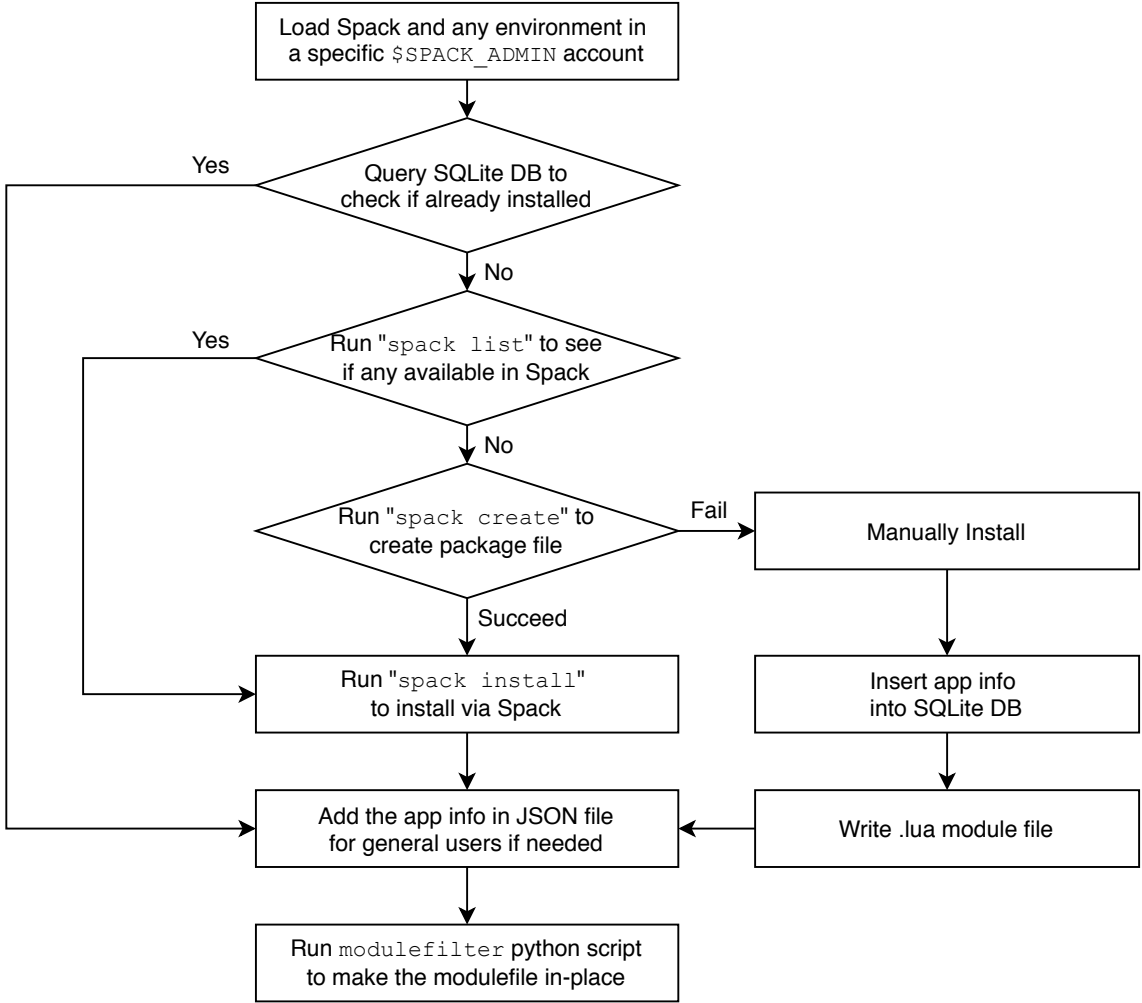 Load Spack and any environment in
a specific $SPACK_ADMIN account
Yes
Query SQLite DB to
check if already installed
No
Yes
Run "spack list" to see
if any available in Spack
No
Run "spack create" to
create package file
Fail
Manually Install
Succeed
Run "spack install"
to install via Spack
Insert app info
into SQLite DB
Add the app info in JSON file
for general users if needed
Write .lua module file
Run modulefilter python script
to make the modulefile in-place